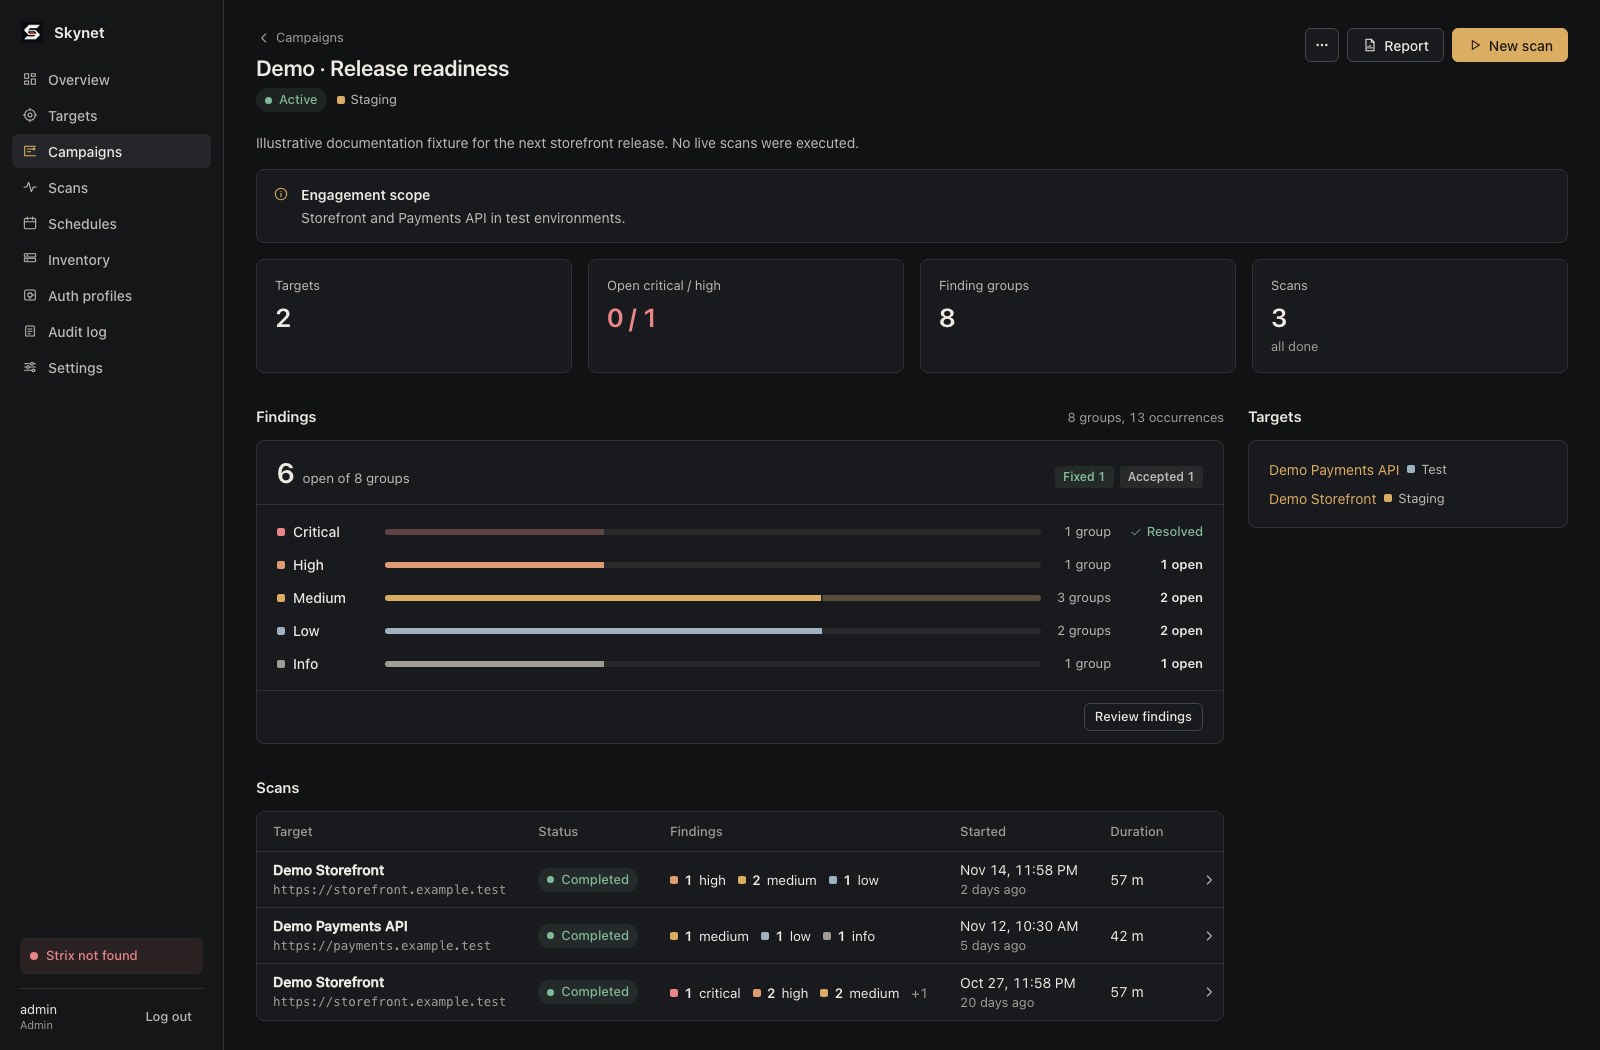 Skynet
Overview
Targets
Campaigns
Scans
Schedules
Inventory
Auth profiles
Audit log
Settings
Strix not found
admin
Admin
Log out
Campaigns
Demo · Release readiness
Active
Staging
Report
New scan
Illustrative documentation fixture for the next storefront release. No live scans were executed.
Engagement scope
Storefront and Payments API in test environments.
Targets
2
Open critical / high
0 / 1
Finding groups
8
Scans
3
all done
Findings
8 groups, 13 occurrences
6 open of 8 groups
Fixed 1
Accepted 1
Critical 1 group Resolved
High 1 group 1 open
Medium 3 groups 2 open
Low 2 groups 2 open
Info 1 group 1 open
Review findings
Targets
Demo Payments API Test
Demo Storefront Staging
Scans
Target Status Findings Started Duration
Demo Storefront
https://storefront.example.test
Completed
1 high 2 medium 1 low
Nov 14, 11:58 PM
2 days ago
57 m
Demo Payments API
https://payments.example.test
Completed
1 medium 1 low 1 info
Nov 12, 10:30 AM
5 days ago
42 m
Demo Storefront
https://storefront.example.test
Completed
1 critical 2 high 2 medium +1
Oct 27, 11:58 PM
20 days ago
57 m